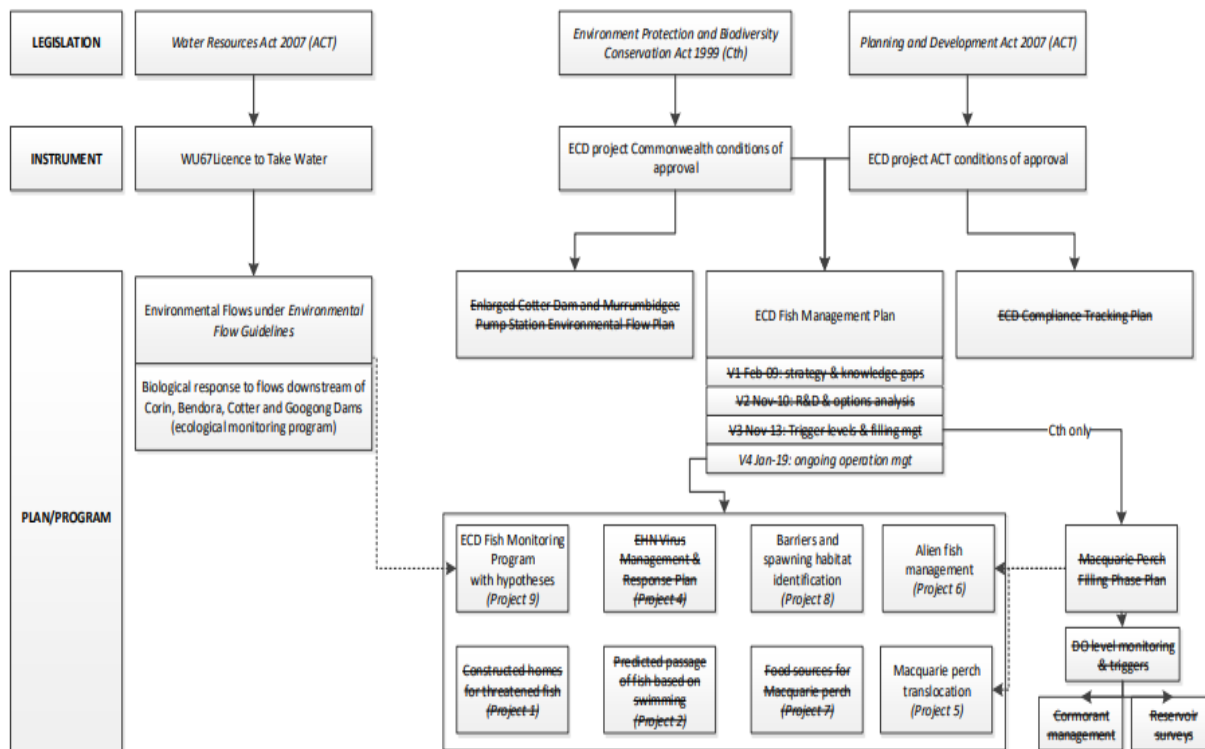 LEGISLATION
Water Resources Act 2007 (ACT)
Environment Protection and Biodiversity
Conservation Act 1999 (Cth)
Planning and Development Act 2007 (ACT)
INSTRUMENT
WU67Licence to Take Water
ECD project Commonwealth conditions of
approval
ECD project ACT conditions of approval
PLAN/PROGRAM
Environmental Flows under Environmental
Flow Guidelines
Biological response to flows downstream of
Corin, Bendora, Cotter and Googong Dams
(ecological monitoring program)
Enlarged Cotter Dam and Murrumbidgee
Pump Station Environmental Flow Plan
ECD Fish Management Plan
V1 Feb-09: strategy & knowledge gaps
V2 Nov-10: R&D & options analysis
V3 Nov-13: Trigger levels & filling mgt
V4 Jan-19: ongoing operation mgt
ECD Compliance Tracking Plan
Cth only
ECD Fish Monitoring
Program
with hypotheses
(Project 9)
EHN Virus
Management &
Response Plan
(Project 4)
Barriers and
spawning habitat
identification
(Project 8)
Alien fish
management
(Project 6)
Macquarie Perch
Filling Phase Plan
Constructed homes
for threatened fish
(Project 1)
Predicted passage
of fish based on
swimming
(Project 2)
Food sources for
Macquarie perch
(Project 7)
Macquarie perch
translocation
(Project 5)
DO level monitoring
& triggers
Cormorant
management
Reservoir
surveys